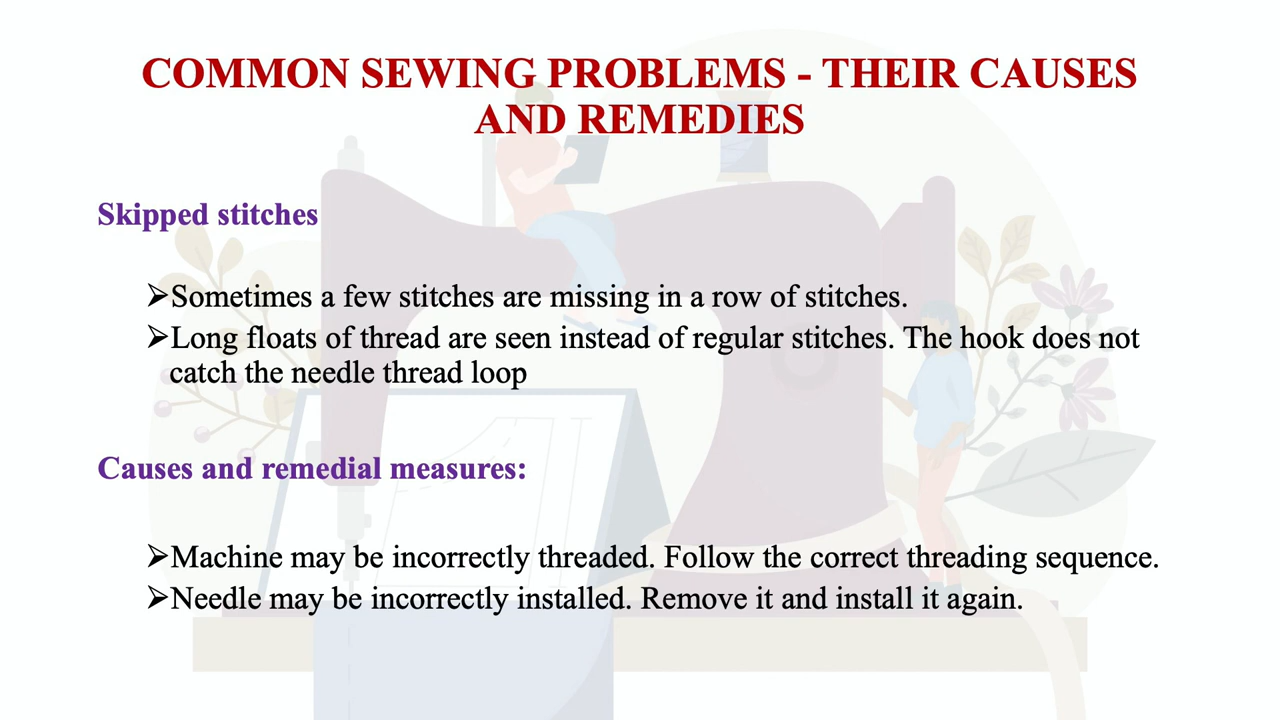 COMMON SEWING PROBLEMS - THEIR CAUSES
AND REMEDIES
Skipped stitches
➢Sometimes a few stitches are missing in a row of stitches.
➢Long floats of thread are seen instead of regular stitches. The hook does not
catch the needle thread loop
Causes and remedial measures:
➢Machine may be incorrectly threaded. Follow the correct threading sequence.
➢Needle may be incorrectly installed. Remove it and install it again.